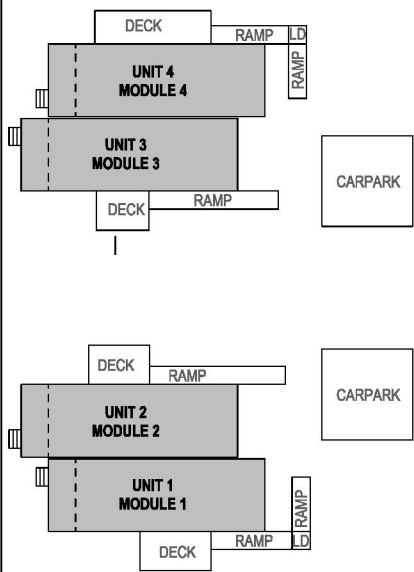 DECK
RAMP
LD
RAMP
UNIT 4
MODULE 4
UNIT 3
MODULE 3
CARPARK
RAMP
DECK
DECK
RAMP
CARPARK
UNIT 2
MODULE 2
UNIT 1
MODULE 1
RAMP
RAMP
LD
DECK